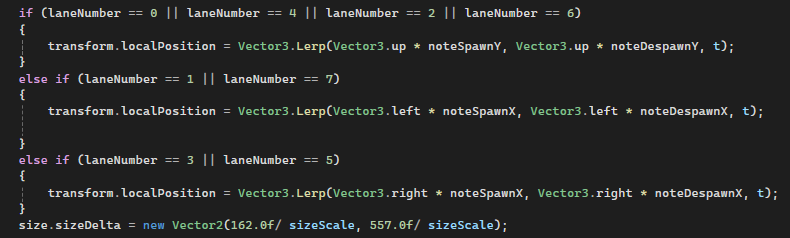 if (laneNumber == 0 || laneNumber == 4 || laneNumber == 2 || laneNumber == 6)
{
    transform.localPosition = Vector3.Lerp(Vector3.up * noteSpawnY, Vector3.up * noteDespawnY, t);
}
else if (laneNumber == 1 || laneNumber == 7)
{
    transform.localPosition = Vector3.Lerp(Vector3.left * noteSpawnX, Vector3.left * noteDespawnX, t);
}
else if (laneNumber == 3 || laneNumber == 5)
{
    transform.localPosition = Vector3.Lerp(Vector3.right * noteSpawnX, Vector3.right * noteDespawnX, t);
}
size.sizeDelta = new Vector2(162.0f/ sizeScale, 557.0f/ sizeScale);